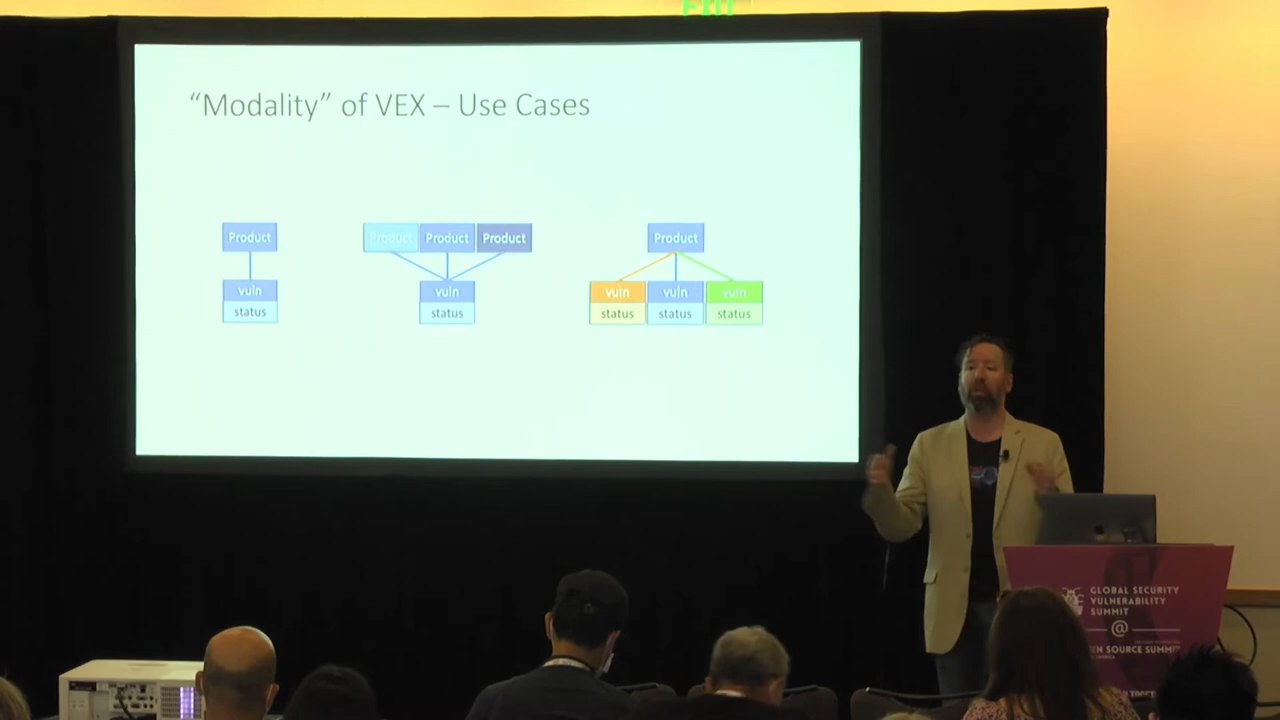 “Modality” of VEX – Use Cases
Product
vuln
status
Product Product Product
vuln
status
Product
vuln vuln vuln
status status status
GLOBAL SECURITY
VULNERABILITY
SUMMIT
@
SOURCE SUMMIT